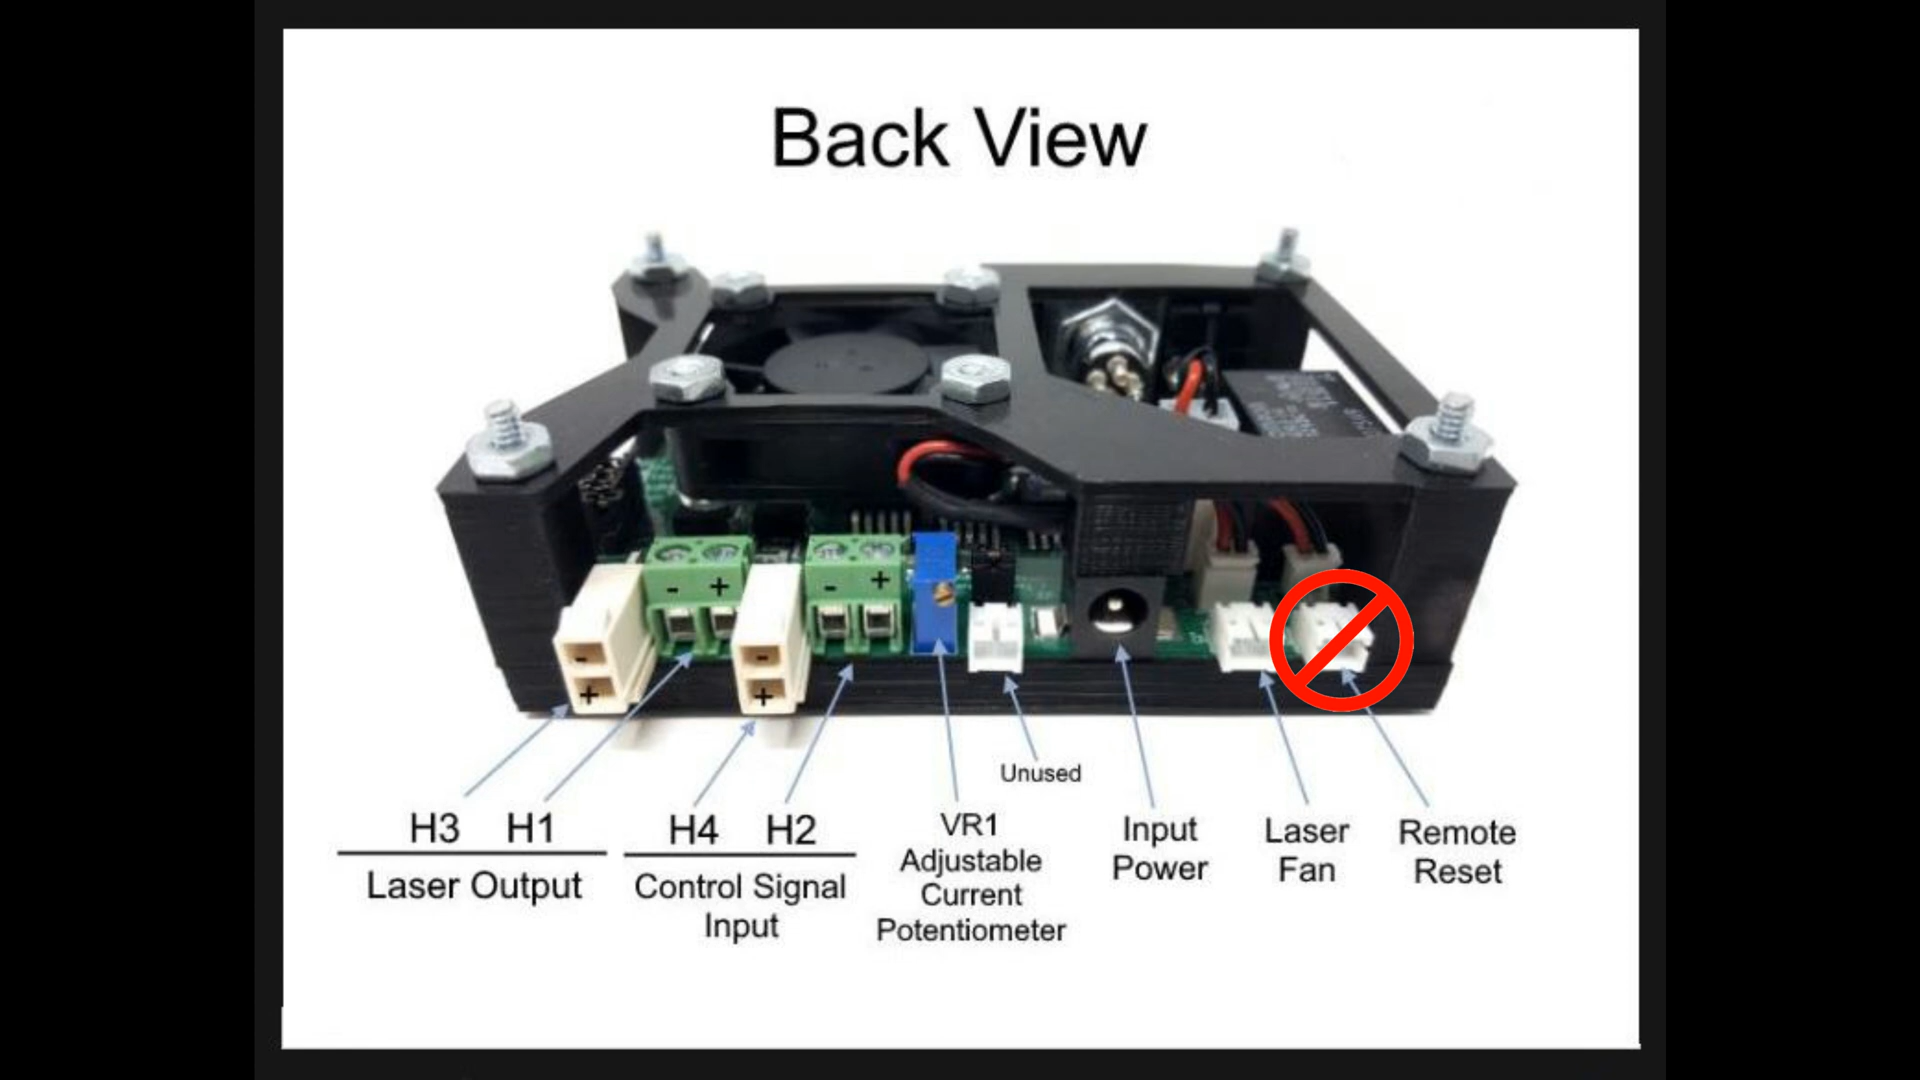 Back View
- +
- +
- +
- +
Unused
H3 H1
Laser Output
H4 H2
Control Signal
Input
VR1
Adjustable
Current
Potentiometer
Input
Power
Laser
Fan
Remote
Reset